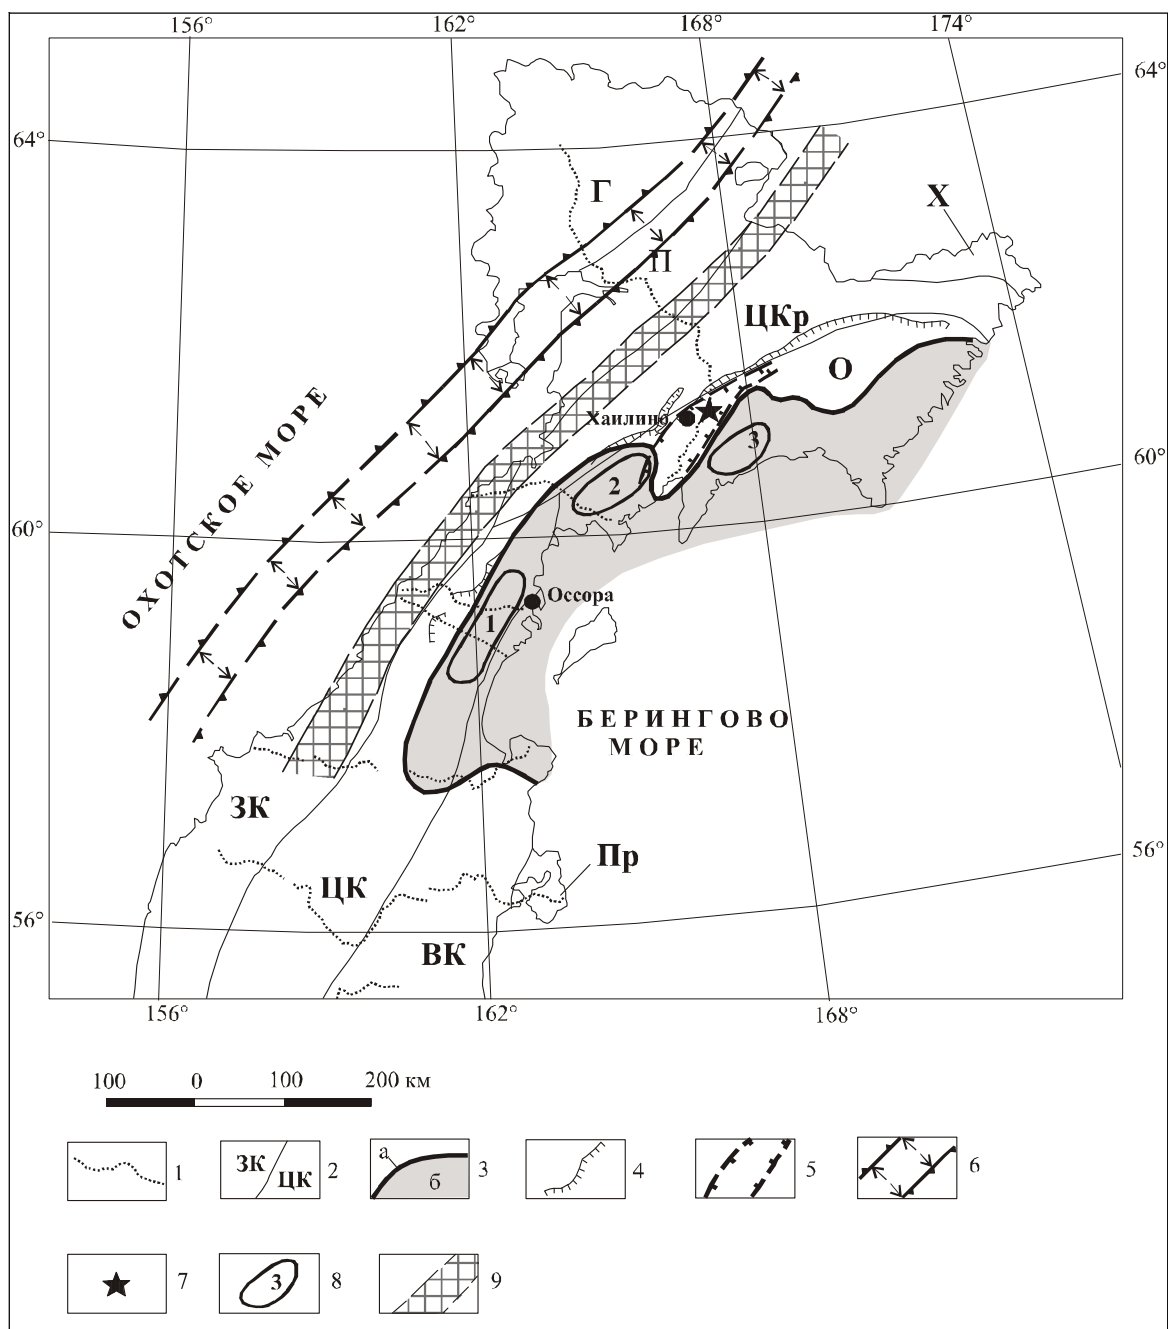 156°
162°
168°
174°
64°
64°
Г
Х
П
ЦКр
О
Хаилино
3
60°
2
ОХОТСКОЕ МОРЕ
60°
Оссора
1
БЕРИНГОВО
МОРЕ
ЗК
Пр
56°
ЦК
56°
ВК
156°
162°
168°
100 0 100 200 км
1
ЗК
ЦК
2
а
б
3
4
5
6
7
3
8
9